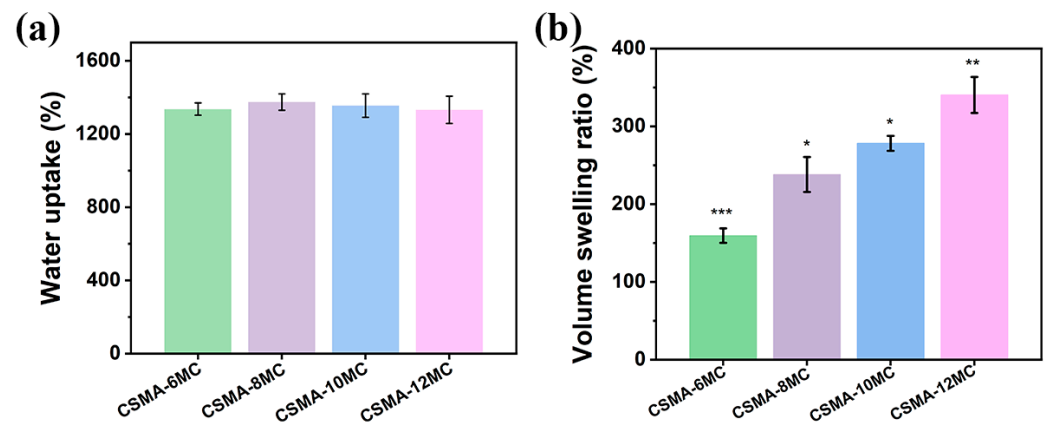 (a)
Water uptake (%)
1600
1200
800
400
0
CSMA-6MC
CSMA-8MC
CSMA-10MC
CSMA-12MC
(b)
Volume swelling ratio (%)
400
300
200
100
0
***
*
*
**
CSMA-6MC
CSMA-8MC
CSMA-10MC
CSMA-12MC